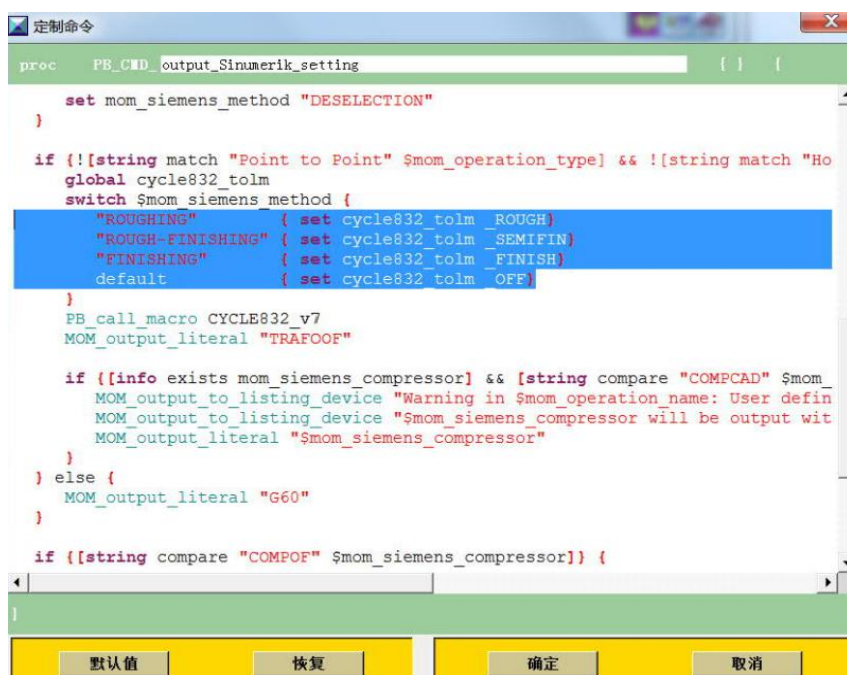 定制命令
proc PB_CMD_ output_Sinumerik_setting { } {
set mom_siemens_method "DESELECTION"
}
if {![string match "Point to Point" $mom_operation_type] && ![string match "Ho
global cycle832_tolm
switch $mom_siemens_method {
"ROUGHING" { set cycle832_tolm _ROUGH}
"ROUGH-FINISHING" { set cycle832_tolm _SEMIFIN}
"FINISHING" { set cycle832_tolm _FINISH}
default { set cycle832_tolm _OFF}
}
PB_call_macro CYCLE832_v7
MOM_output_literal "TRAFOOF"
if {[info exists mom_siemens_compressor] && [string compare "COMPCAD" $mom_
MOM_output_to_listing_device "Warning in $mom_operation_name: User defin
MOM_output_to_listing_device "$mom_siemens_compressor will be output wit
MOM_output_literal "$mom_siemens_compressor"
}
} else {
MOM_output_literal "G60"
}
if {[string compare "COMPOF" $mom_siemens_compressor]} {
}
默认值 恢复 确定 取消